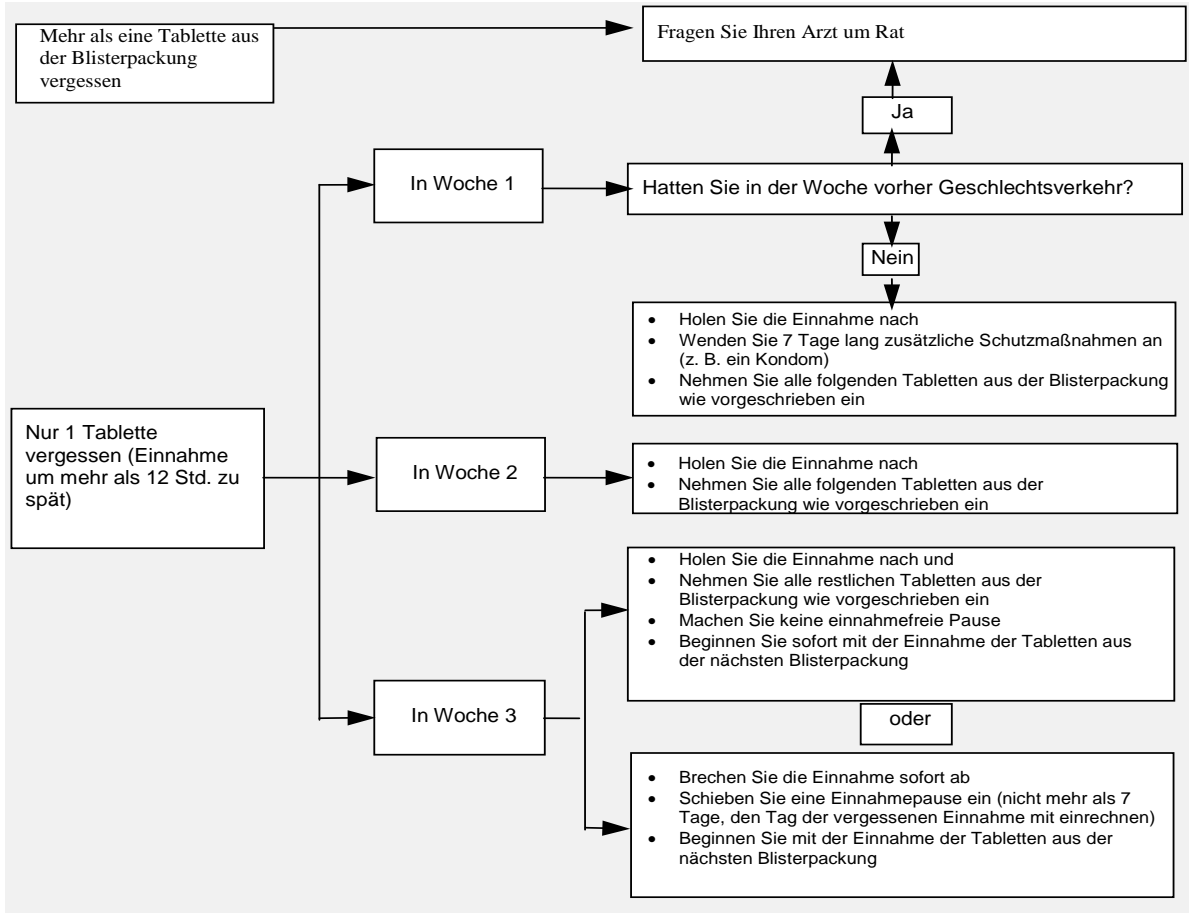 Mehr als eine Tablette aus
der Blisterpackung
vergessen
Fragen Sie Ihren Arzt um Rat
Ja
In Woche 1
Hatten Sie in der Woche vorher Geschlechtsverkehr?
Nein
• Holen Sie die Einnahme nach
• Wenden Sie 7 Tage lang zusätzliche Schutzmaßnahmen an
(z. B. ein Kondom)
• Nehmen Sie alle folgenden Tabletten aus der Blisterpackung
wie vorgeschrieben ein
Nur 1 Tablette
vergessen (Einnahme
um mehr als 12 Std. zu
spät)
In Woche 2
• Holen Sie die Einnahme nach
• Nehmen Sie alle folgenden Tabletten aus der
Blisterpackung wie vorgeschrieben ein
In Woche 3
• Holen Sie die Einnahme nach und
• Nehmen Sie alle restlichen Tabletten aus der
Blisterpackung wie vorgeschrieben ein
• Machen Sie keine einnahmefreie Pause
• Beginnen Sie sofort mit der Einnahme der Tabletten aus
der nächsten Blisterpackung
oder
• Brechen Sie die Einnahme sofort ab
• Schieben Sie eine Einnahmepause ein (nicht mehr als 7
Tage, den Tag der vergessenen Einnahme mit einrechnen)
• Beginnen Sie mit der Einnahme der Tabletten aus der
nächsten Blisterpackung